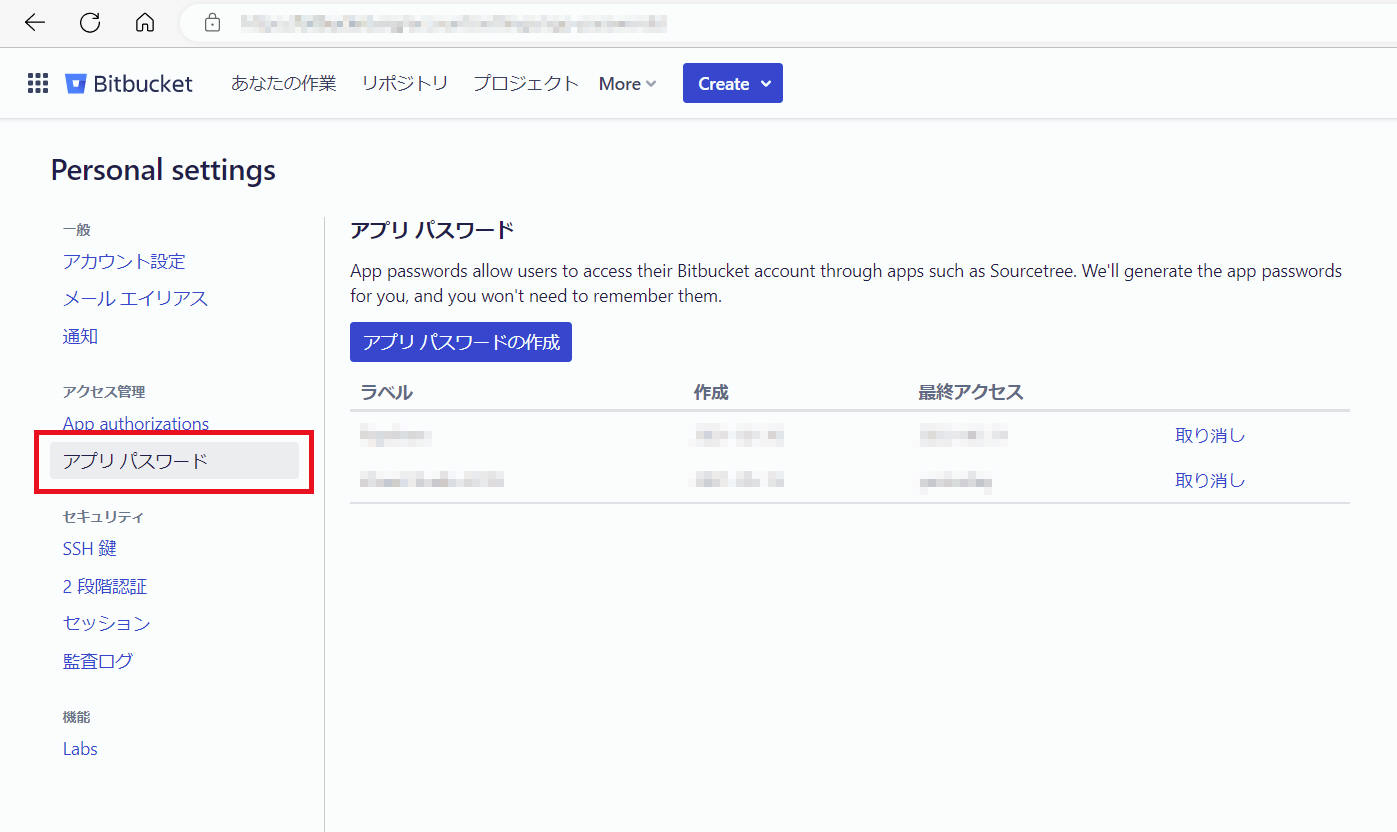 Bitbucket あなたの作業 リポジトリ プロジェクト More Create
Personal settings
一般
アカウント設定
メール エイリアス
通知
アクセス管理
App authorizations
アプリ パスワード
セキュリティ
SSH 鍵
2 段階認証
セッション
監査ログ
機能
Labs
アプリ パスワード
App passwords allow users to access their Bitbucket account through apps such as Sourcetree. We'll generate the app passwords
for you, and you won't need to remember them.
アプリ パスワードの作成
ラベル 作成 最終アクセス
取り消し
取り消し